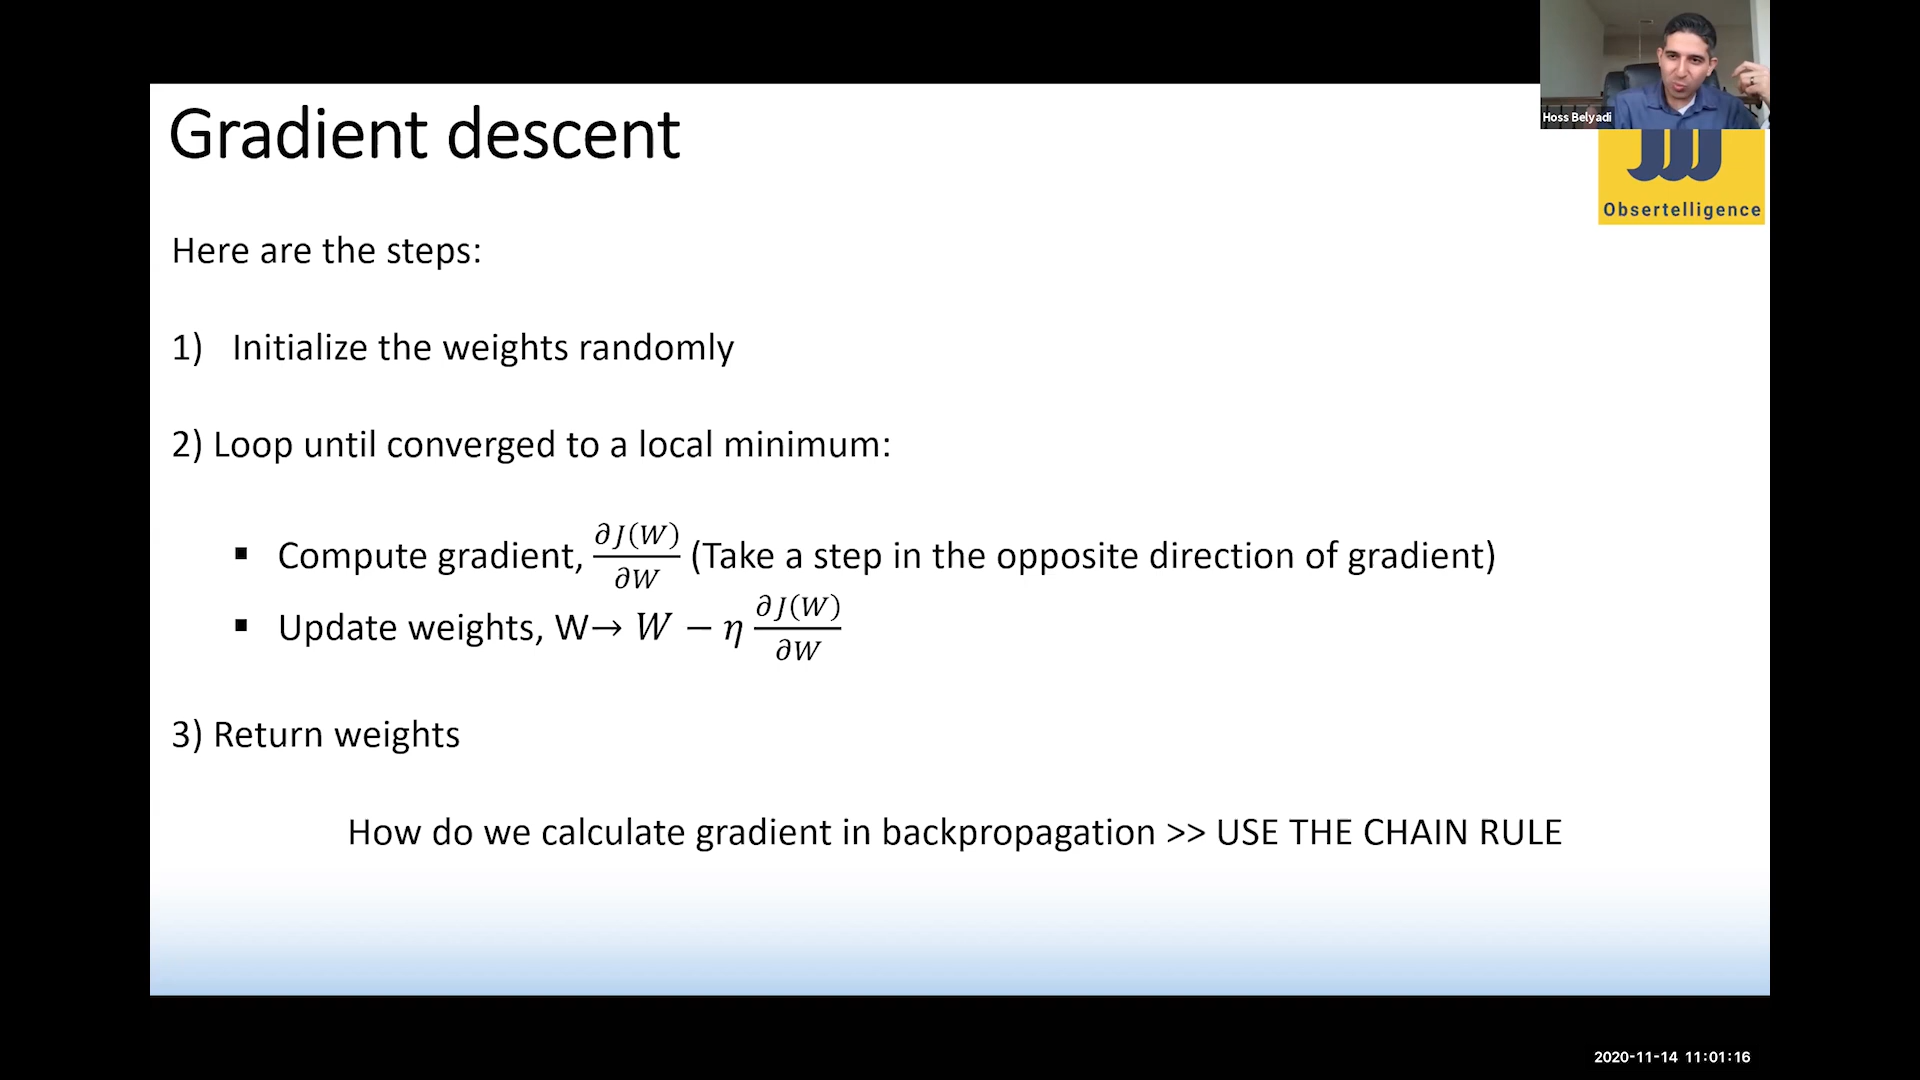 Hoss Belyadi
Gradient descent
Obsertelligence
Here are the steps:
1) Initialize the weights randomly
2) Loop until converged to a local minimum:
▪ Compute gradient, ∂J(W)/∂W (Take a step in the opposite direction of gradient)
▪ Update weights, W→ W − η ∂J(W)/∂W
3) Return weights
How do we calculate gradient in backpropagation >> USE THE CHAIN RULE
2020-11-14 11:01:16